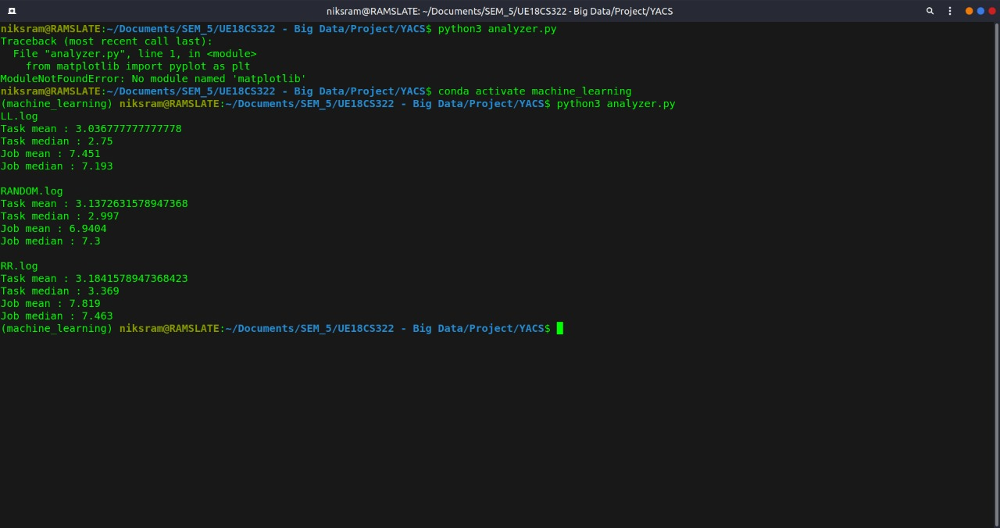 niksram@RAMSLATE: ~/Documents/SEM_5/UE18CS322 - Big Data/Project/YACS
niksram@RAMSLATE:~/Documents/SEM_5/UE18CS322 - Big Data/Project/YACS$ python3 analyzer.py
Traceback (most recent call last):
  File "analyzer.py", line 1, in <module>
    from matplotlib import pyplot as plt
ModuleNotFoundError: No module named 'matplotlib'
niksram@RAMSLATE:~/Documents/SEM_5/UE18CS322 - Big Data/Project/YACS$ conda activate machine_learning
(machine_learning) niksram@RAMSLATE:~/Documents/SEM_5/UE18CS322 - Big Data/Project/YACS$ python3 analyzer.py
LL.log
Task mean : 3.036777777777778
Task median : 2.75
Job mean : 7.451
Job median : 7.193

RANDOM.log
Task mean : 3.1372631578947368
Task median : 2.997
Job mean : 6.9404
Job median : 7.3

RR.log
Task mean : 3.1841578947368423
Task median : 3.369
Job mean : 7.819
Job median : 7.463
(machine_learning) niksram@RAMSLATE:~/Documents/SEM_5/UE18CS322 - Big Data/Project/YACS$